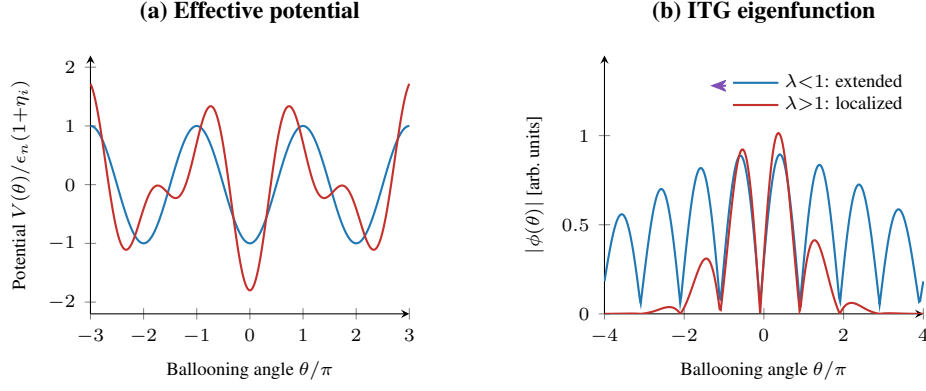 (a) Effective potential
Potential V(θ)/ϵₙ (1+ηᵢ)
2
1
0
−1
−2
−3
−2
−1
0
1
2
3
Ballooning angle θ/π
(b) ITG eigenfunction
|ϕ(θ)| [arb. units]
λ<1: extended
λ>1: localized
1
0.5
0
−4
−2
0
2
4
Ballooning angle θ/π